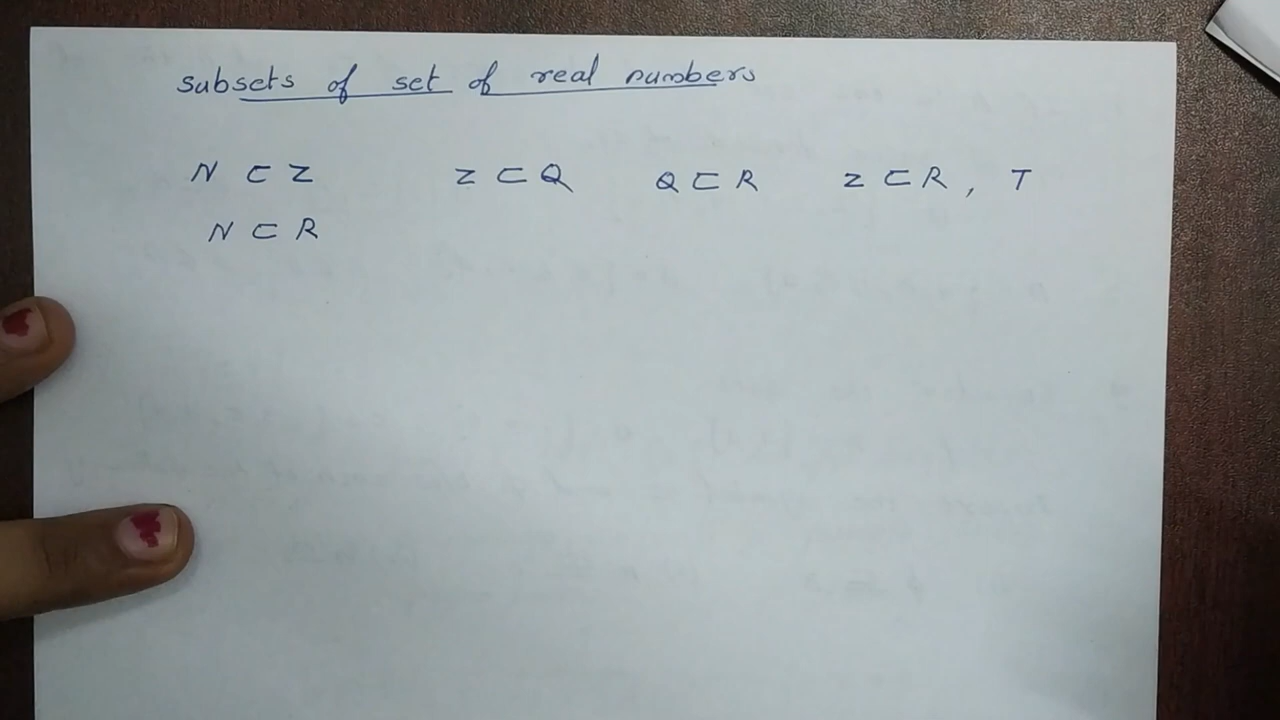 subsets of set of real numbers
N ⊂ Z Z ⊂ Q Q ⊂ R Z ⊂ R , T
N ⊂ R